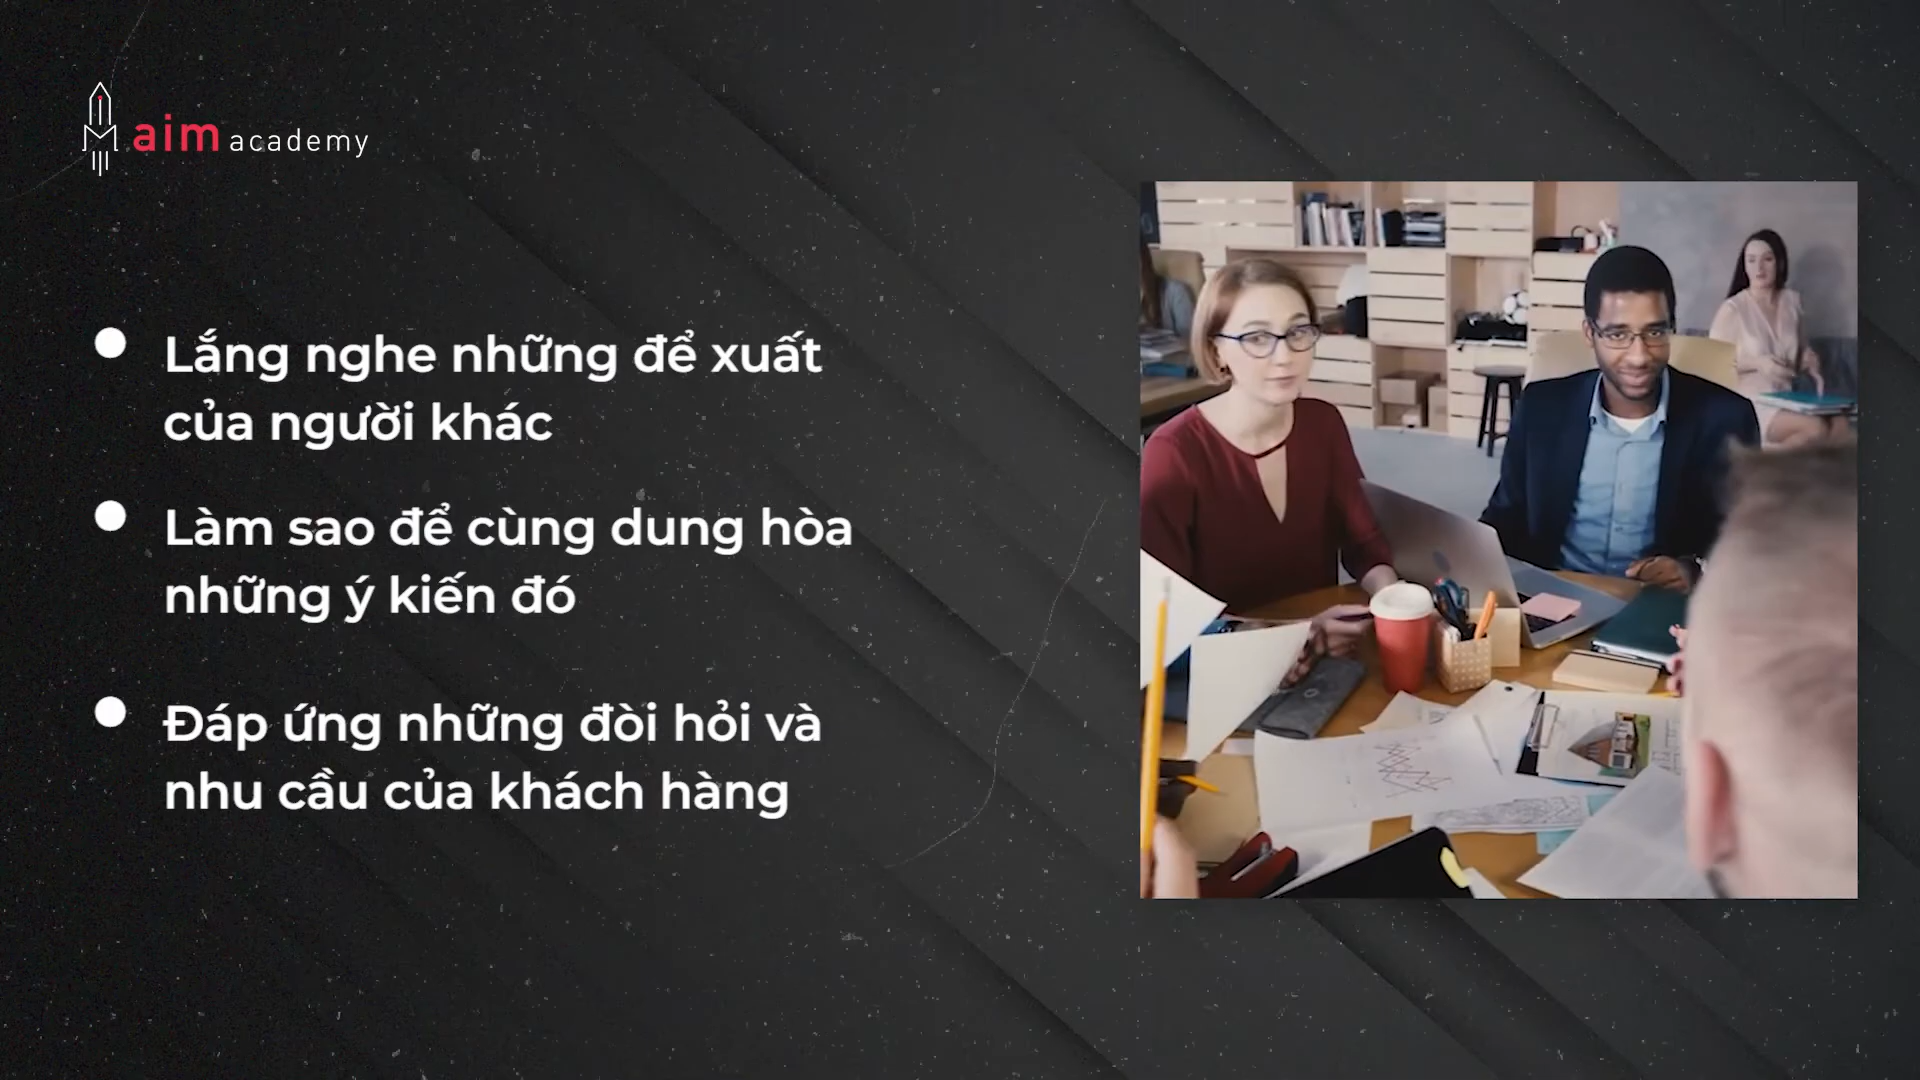 aim academy
Lắng nghe những để xuất
của người khác
Làm sao để cùng dung hòa
những ý kiến đó
Đáp ứng những đòi hỏi và
nhu cầu của khách hàng